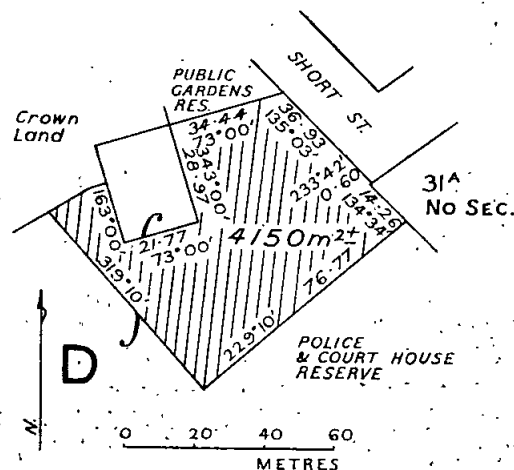 SHORT ST.
PUBLIC
GARDENS
RES.
Crown
Land
34·44
73°00'
36·93
135°03'
343°00'
28·97
233°42'
0·60
14·26
134°34'
31A
NO SEC.
163°00'
21·77
73°00'
4150m²±
319°10'
76·77
229°10'
POLICE
& COURT HOUSE
RESERVE
D
N.
0 20 40 60
METRES